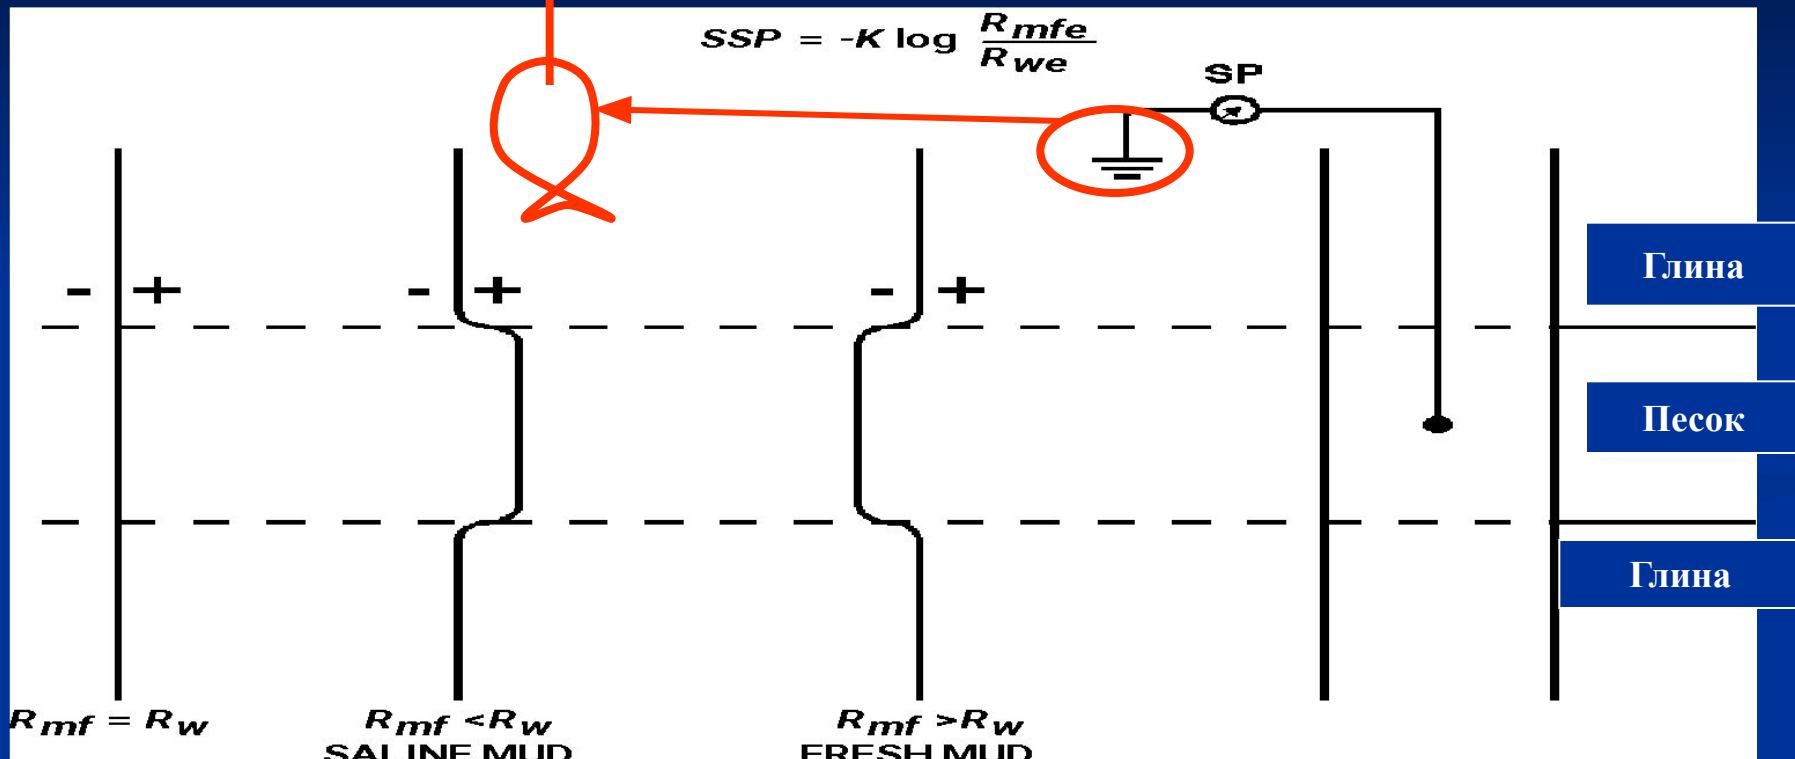 SSP = -K log Rmfe
Rwe
SP
- + - + - +
Глина
Песок
Глина
Rmf = Rw Rmf <Rw Rmf >Rw
SALINE MUD FRESH MUD